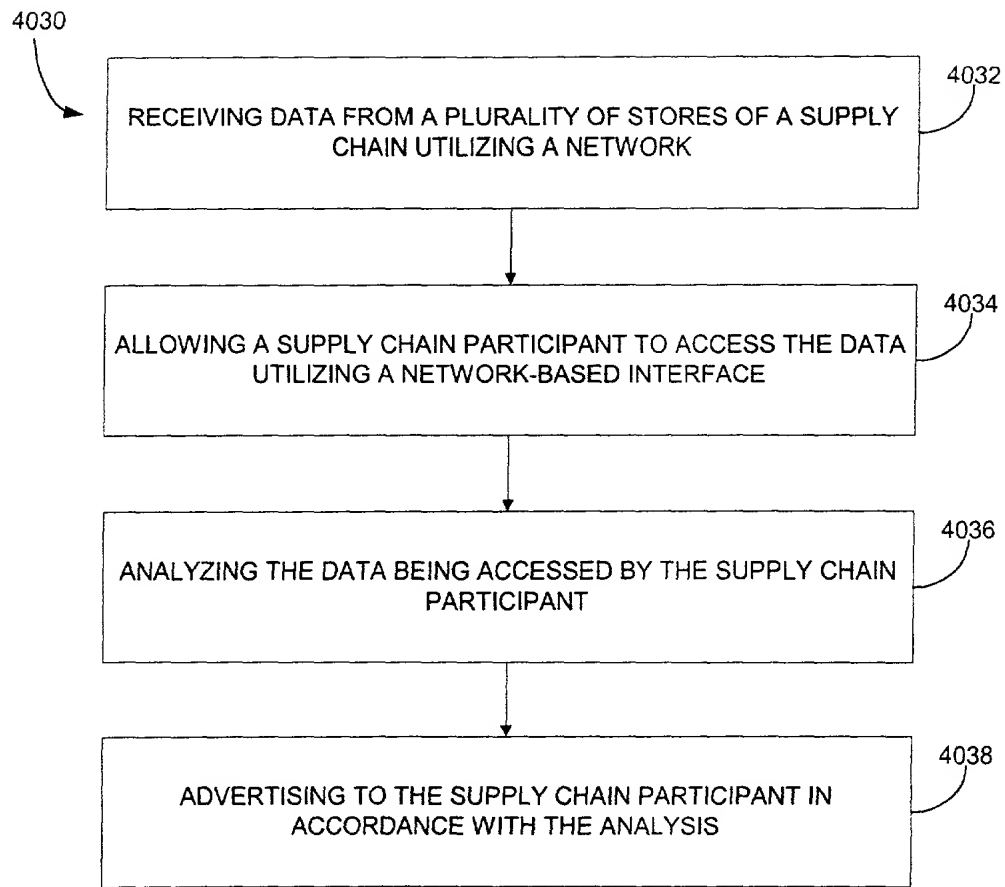 4030
4032
RECEIVING DATA FROM A PLURALITY OF STORES OF A SUPPLY
CHAIN UTILIZING A NETWORK
4034
ALLOWING A SUPPLY CHAIN PARTICIPANT TO ACCESS THE DATA
UTILIZING A NETWORK-BASED INTERFACE
4036
ANALYZING THE DATA BEING ACCESSED BY THE SUPPLY CHAIN
PARTICIPANT
4038
ADVERTISING TO THE SUPPLY CHAIN PARTICIPANT IN
ACCORDANCE WITH THE ANALYSIS